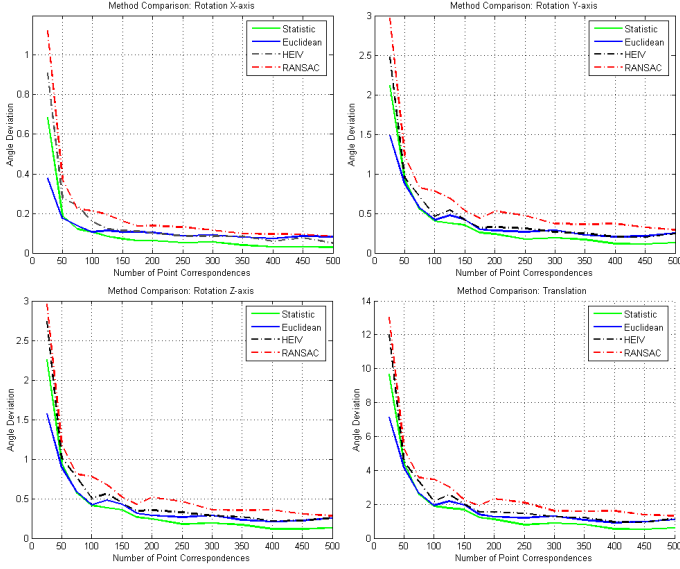 Method Comparison: Rotation X-axis
Angle Deviation
1.2
1
0.8
0.6
0.4
0.2
0
0 50 100 150 200 250 300 350 400 450 500
Number of Point Correspondences
Statistic
Euclidean
HEIV
RANSAC
Method Comparison: Rotation Y-axis
Angle Deviation
3
2.5
2
1.5
1
0.5
0
0 50 100 150 200 250 300 350 400 450 500
Number of Point Correspondences
Statistic
Euclidean
HEIV
RANSAC
Method Comparison: Rotation Z-axis
Angle Deviation
3
2.5
2
1.5
1
0.5
0
0 50 100 150 200 250 300 350 400 450 500
Number of Point Correspondences
Statistic
Euclidean
HEIV
RANSAC
Method Comparison: Translation
Angle Deviation
14
12
10
8
6
4
2
0
0 50 100 150 200 250 300 350 400 450 500
Number of Point Correspondences
Statistic
Euclidean
HEIV
RANSAC